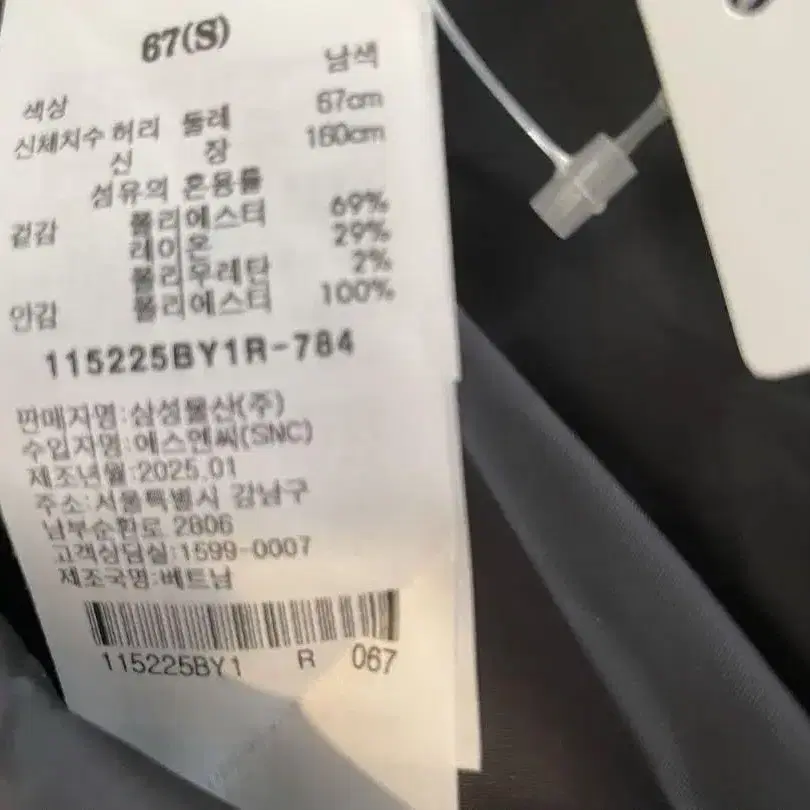 67(S)
색상 남색
신체치수 허리 둘레 67cm
신 장 160cm
섬유의 혼용률
겉감 폴리에스터 69%
레이온 29%
폴리우레탄 2%
안감 폴리에스터 100%
115225BY1R-784
판매자명:삼성물산(주)
수입자명:에스엔씨(SNC)
제조년월:2025.01
주소:서울특별시 강남구
남부순환로 2806
고객상담실:1599-0007
제조국명:베트남
115225BY1 R 067